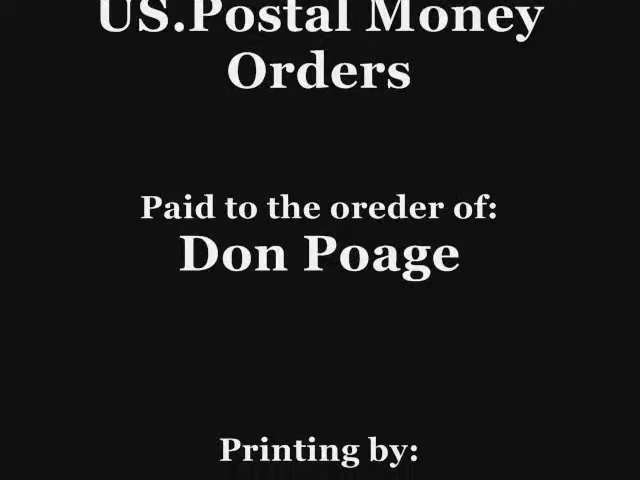 US.Postal Money
Orders
Paid to the oreder of:
Don Poage
Printing by: